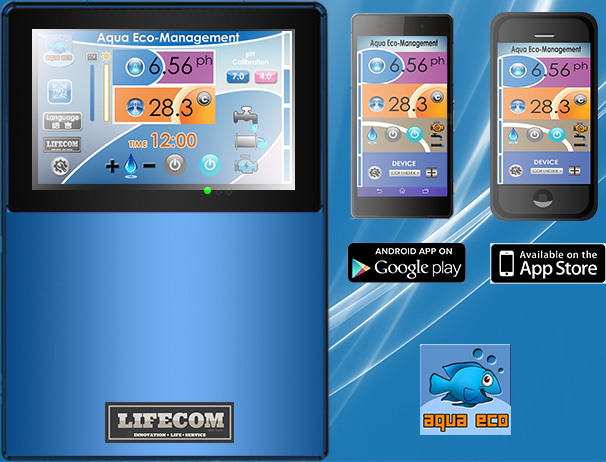 Aqua Eco-Management
aqua eco
6.56 ph
pH
Calibration
7.0
4.0
28.3 C
Language
語 言
LIFECOM
TIME 12:00
+
-
LIFECOM
INNOVATION • LIFE • SERVICE
Aqua Eco-Management
6.56 ph
28.3 C
DEVICE
Aqua Eco-Management
6.56 ph
28.3 C
DEVICE
ANDROID APP ON
Google play
Available on the
App Store
aqua eco